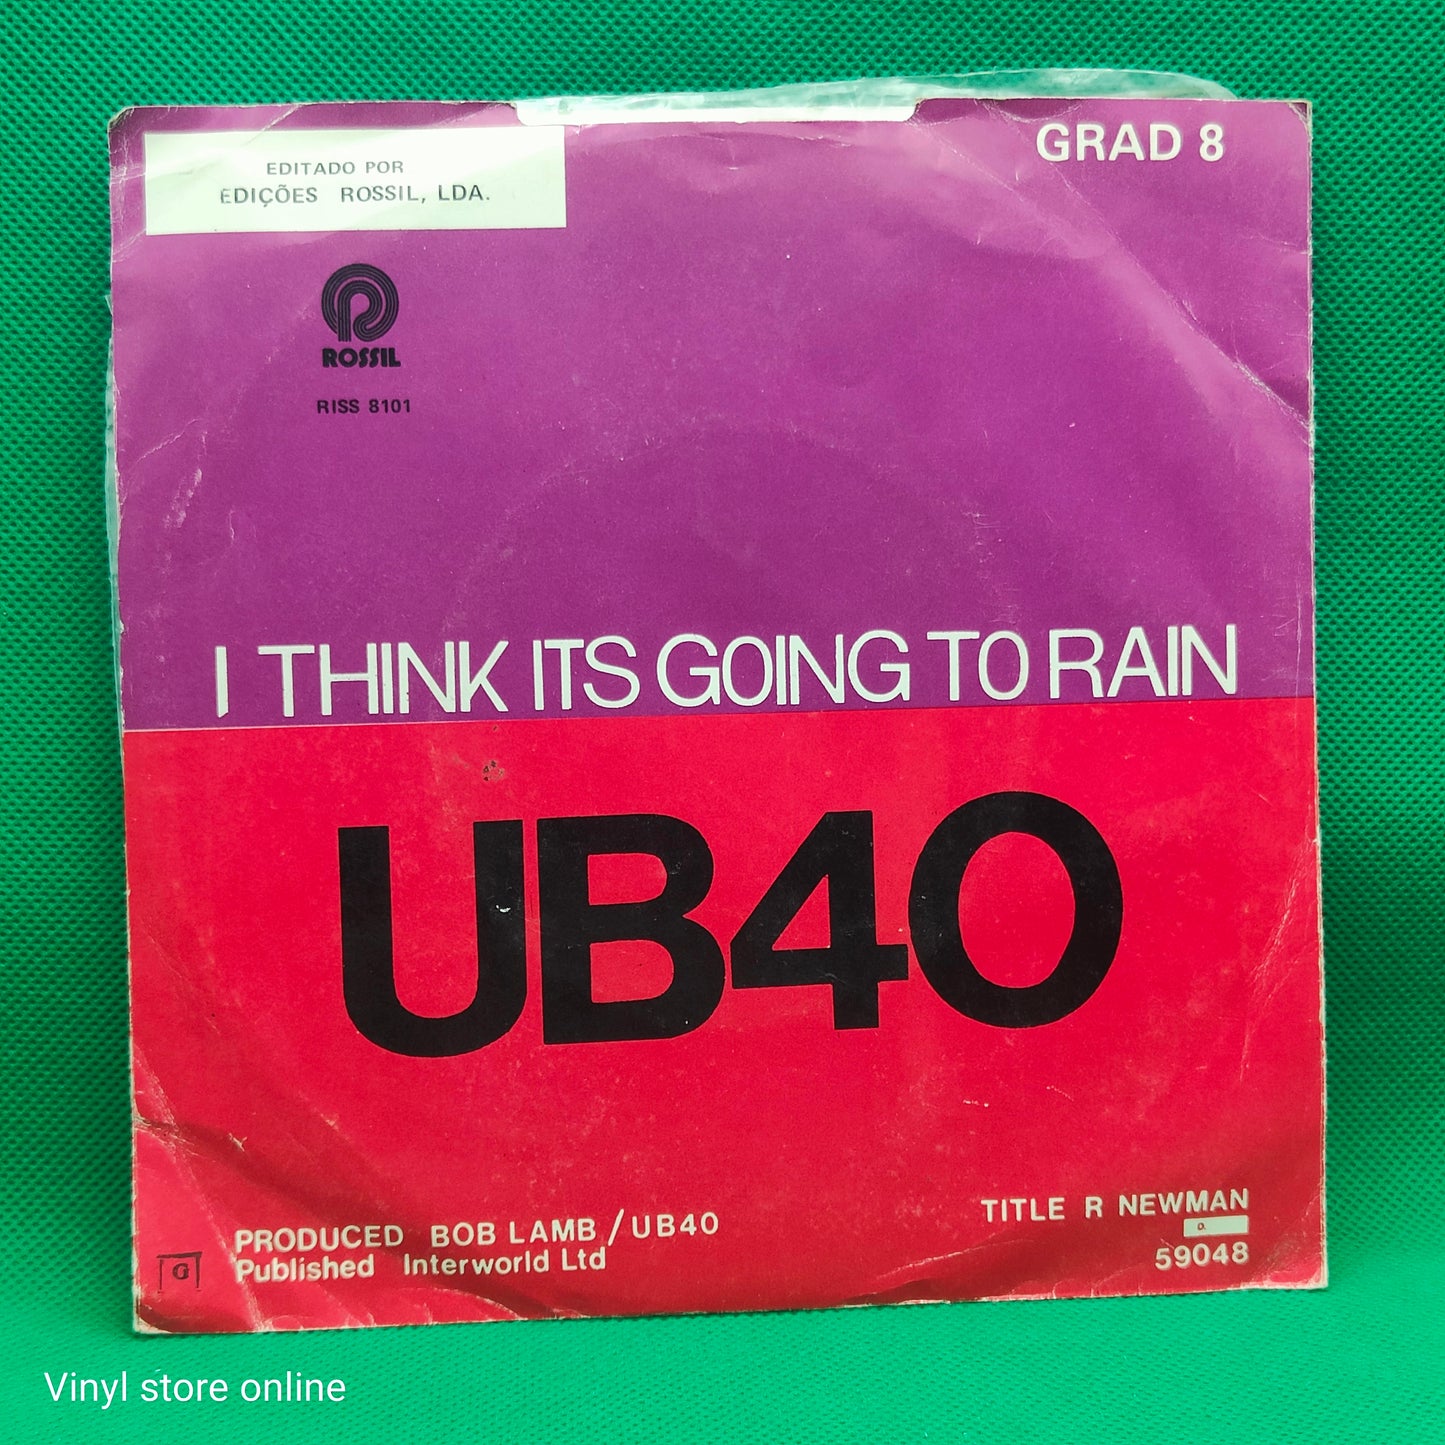 EDITADO POR
EDIÇÕES ROSSIL, LDA.
GRAD 8
ROSSIL
RISS 8101
I THINK ITS GOING TO RAIN
UB40
PRODUCED BOB LAMB / UB40
Published Interworld Ltd
TITLE R NEWMAN
D.
59048
G
Vinyl store online